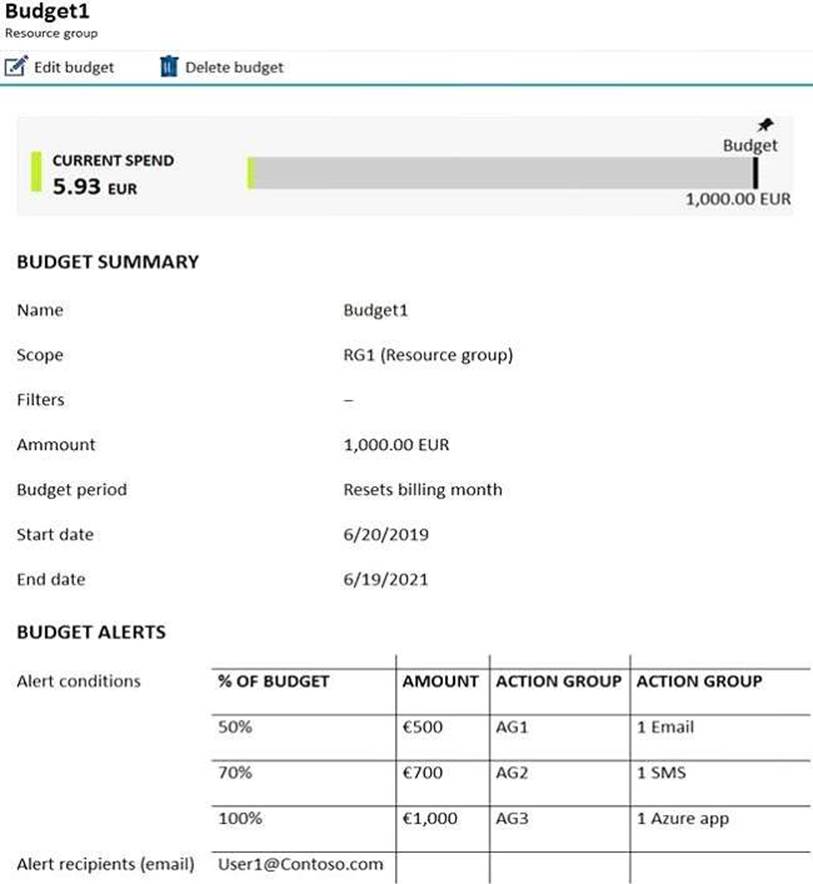 Budget1
Resource group
Edit budget Delete budget
Budget
CURRENT SPEND
5.93 EUR
1,000.00 EUR
BUDGET SUMMARY
Name Budget1
Scope RG1 (Resource group)
Filters –
Ammount 1,000.00 EUR
Budget period Resets billing month
Start date 6/20/2019
End date 6/19/2021
BUDGET ALERTS
Alert conditions % OF BUDGET AMOUNT ACTION GROUP ACTION GROUP
50% €500 AG1 1 Email
70% €700 AG2 1 SMS
100% €1,000 AG3 1 Azure app
Alert recipients (email) User1@Contoso.com